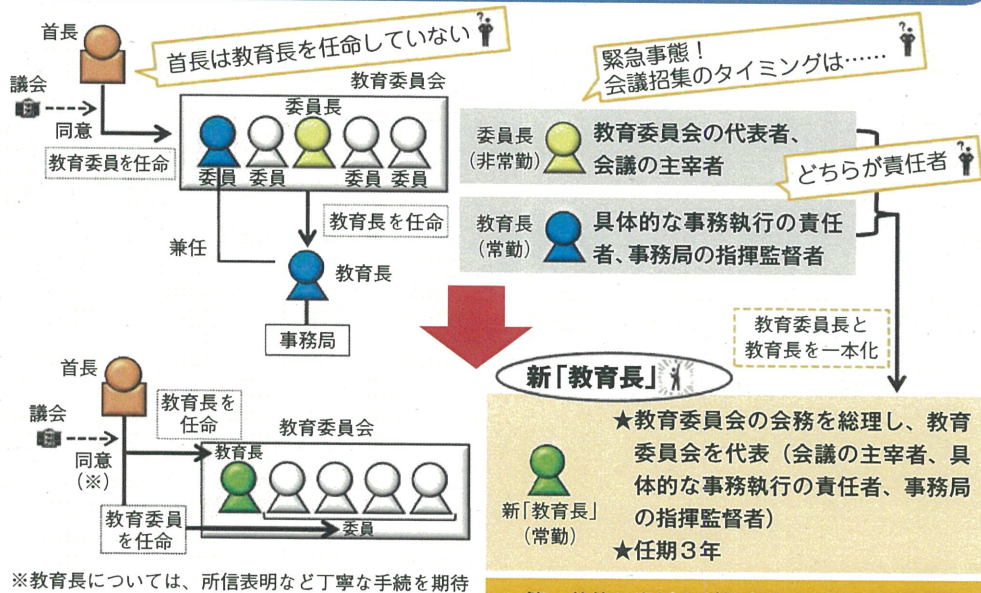 首長
首長は教育長を任命していない
議会
同意
教育委員を任命
教育委員会
委員長
委員
委員
委員
委員
教育長を任命
兼任
教育長
事務局
緊急事態！
会議招集のタイミングは……
委員長
（非常勤）
教育委員会の代表者、
会議の主宰者
どちらが責任者
教育長
（常勤）
具体的な事務執行の責任
者、事務局の指揮監督者
教育委員長と
教育長を一本化
首長
議会
同意
（※）
教育長を
任命
教育委員会
教育長
委員
教育委員
を任命
※教育長については、所信表明など丁寧な手続を期待
新「教育長」
新「教育長」
（常勤）
★教育委員会の会務を総理し、教育
委員会を代表（会議の主宰者、具
体的な事務執行の責任者、事務局
の指揮監督者）
★任期３年